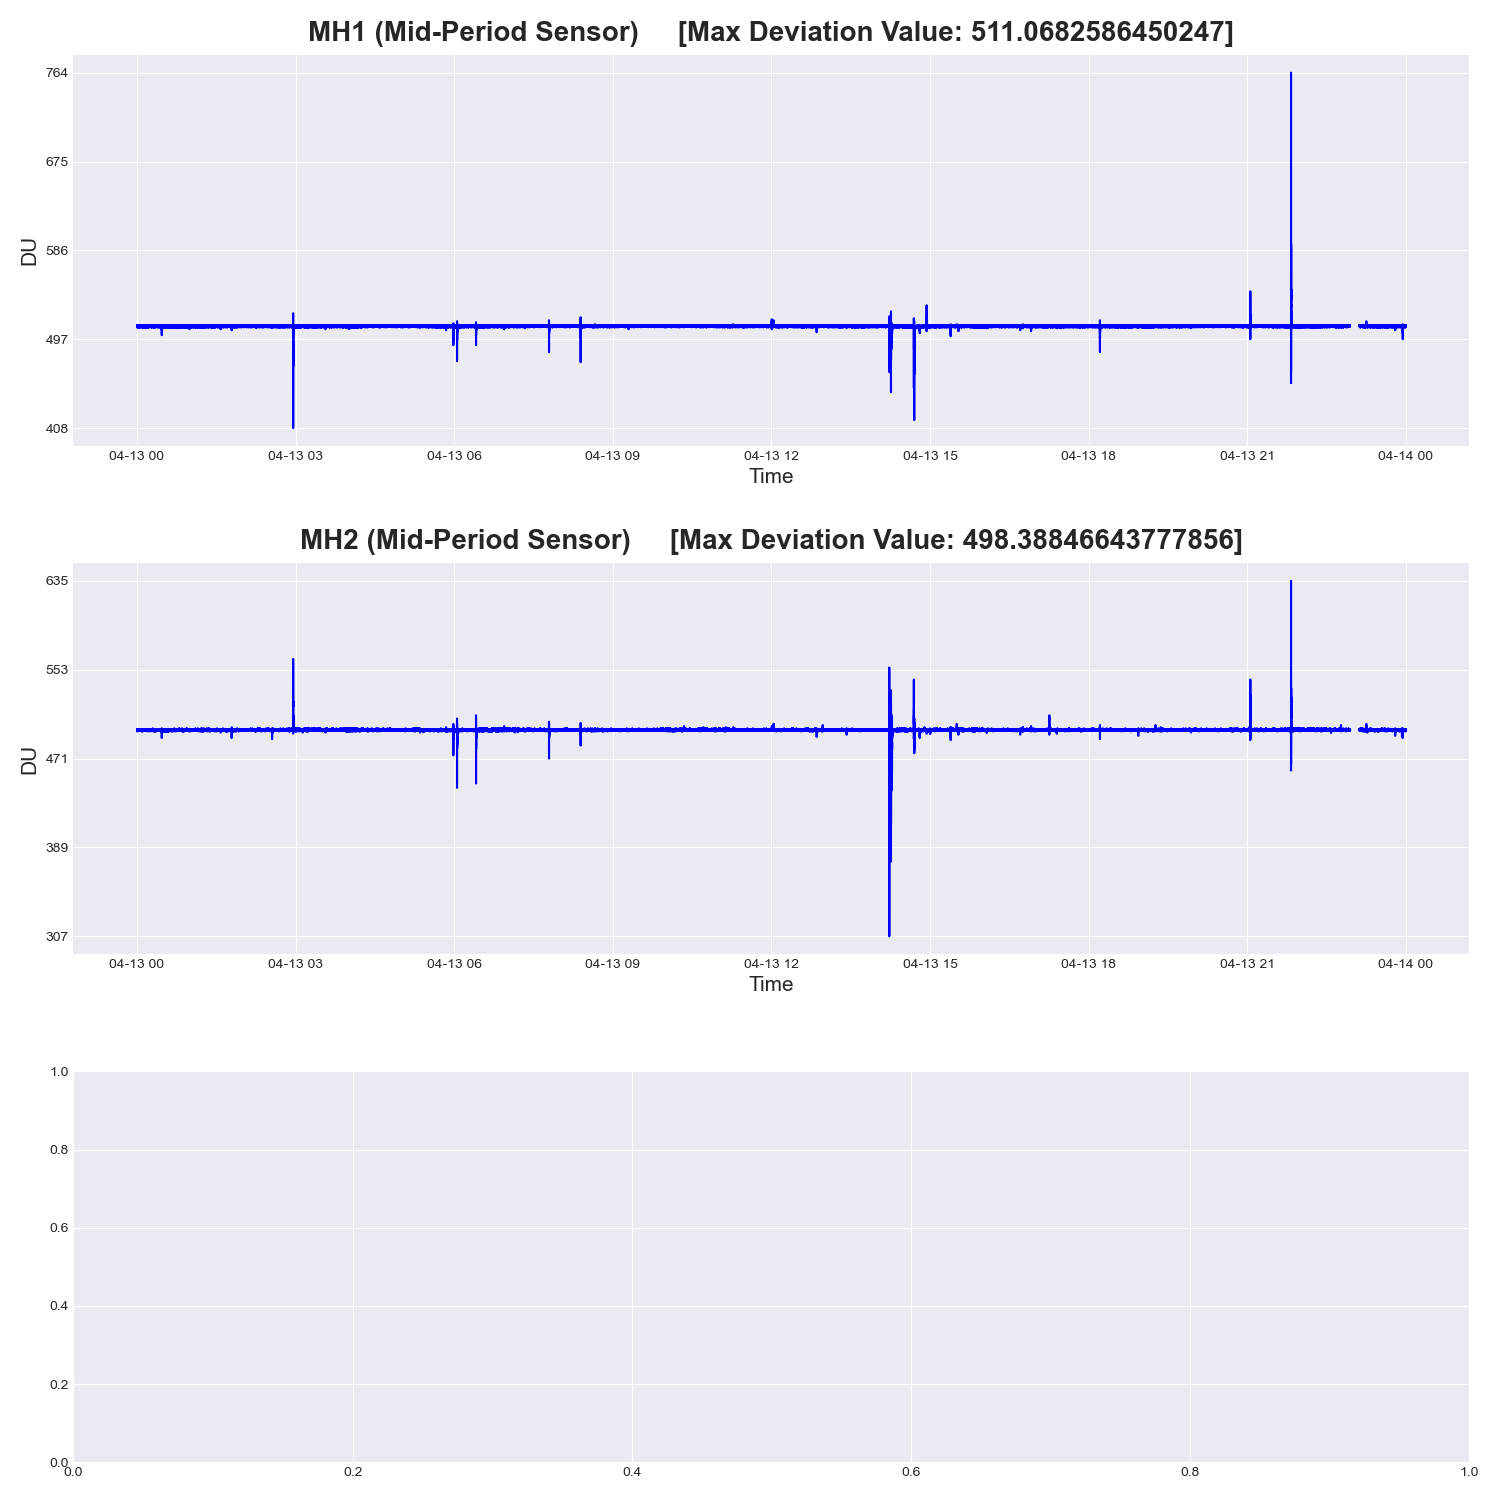 MH1 (Mid-Period Sensor) [Max Deviation Value: 511.0682586450247]
764
675
586
497
408
DU
04-13 00 04-13 03 04-13 06 04-13 09 04-13 12 04-13 15 04-13 18 04-13 21 04-14 00
Time
MH2 (Mid-Period Sensor) [Max Deviation Value: 498.38846643777856]
635
553
471
389
307
DU
04-13 00 04-13 03 04-13 06 04-13 09 04-13 12 04-13 15 04-13 18 04-13 21 04-14 00
Time
1.0
0.8
0.6
0.4
0.2
0.0
0.0 0.2 0.4 0.6 0.8 1.0